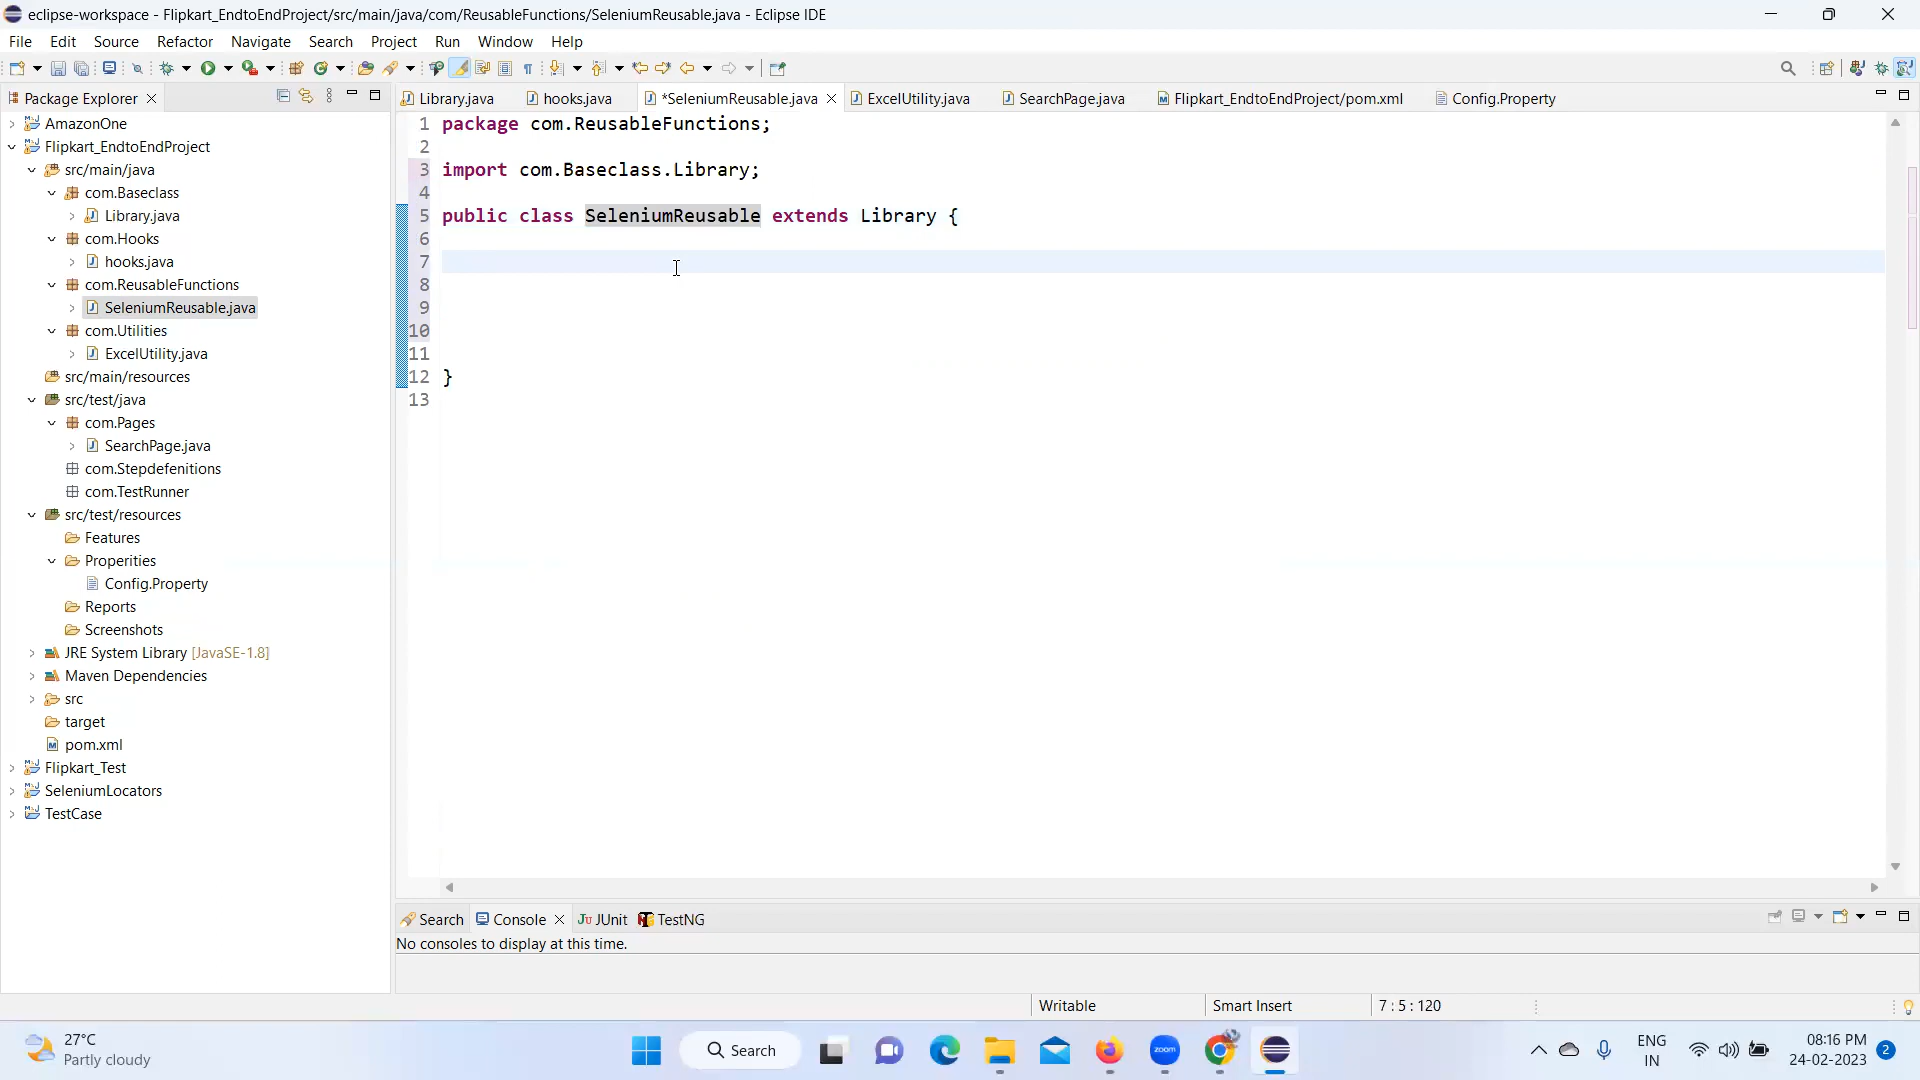 eclipse-workspace - Flipkart_EndtoEndProject/src/main/java/com/ReusableFunctions/SeleniumReusable.java - Eclipse IDE
File Edit Source Refactor Navigate Search Project Run Window Help
Package Explorer
Library.java hooks.java *SeleniumReusable.java ExcelUtility.java SearchPage.java Flipkart_EndtoEndProject/pom.xml Config.Property
AmazonOne
Flipkart_EndtoEndProject
src/main/java
com.Baseclass
Library.java
com.Hooks
hooks.java
com.ReusableFunctions
SeleniumReusable.java
com.Utilities
ExcelUtility.java
src/main/resources
src/test/java
com.Pages
SearchPage.java
com.Stepdefenitions
com.TestRunner
src/test/resources
Features
Properities
Config.Property
Reports
Screenshots
JRE System Library [JavaSE-1.8]
Maven Dependencies
src
target
pom.xml
Flipkart_Test
SeleniumLocators
TestCase
1 package com.ReusableFunctions;
2
3 import com.Baseclass.Library;
4
5 public class SeleniumReusable extends Library {
6
7
8
9
10
11
12 }
13
Search Console JUnit TestNG
No consoles to display at this time.
Writable Smart Insert 7 : 5 : 120
27°C
Partly cloudy
Search
zoom
ENG
IN
08:16 PM
24-02-2023
2